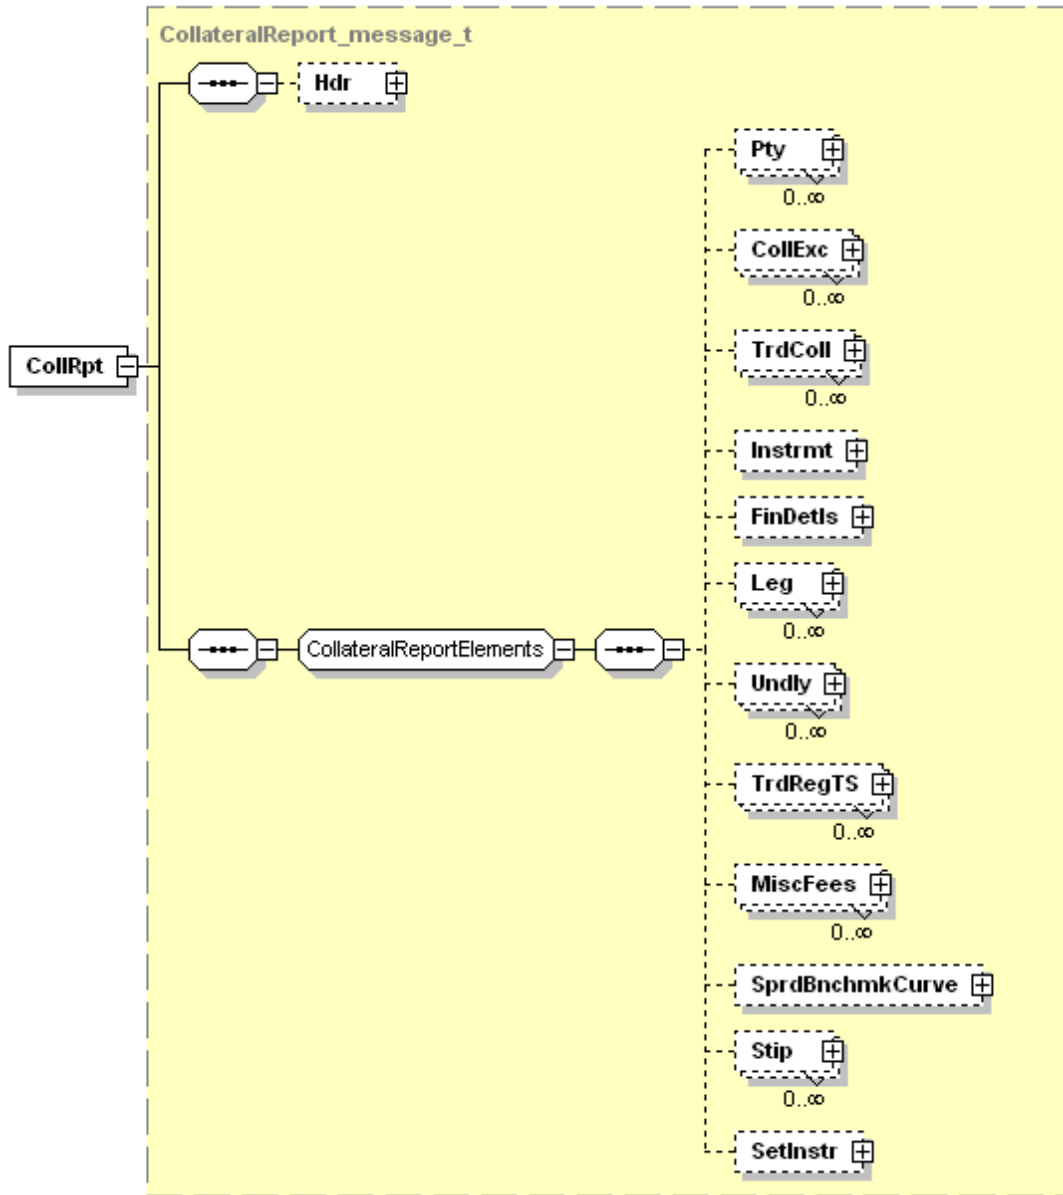 CollateralReport_message_t
Hdr
Pty
0..∞
CollExc
0..∞
TrdColl
0..∞
CollRpt
Instrmt
FinDetls
Leg
0..∞
CollateralReportElements
Undly
0..∞
TrdRegTS
0..∞
MiscFees
0..∞
SprdBnchmkCurve
Stip
0..∞
SetInstr